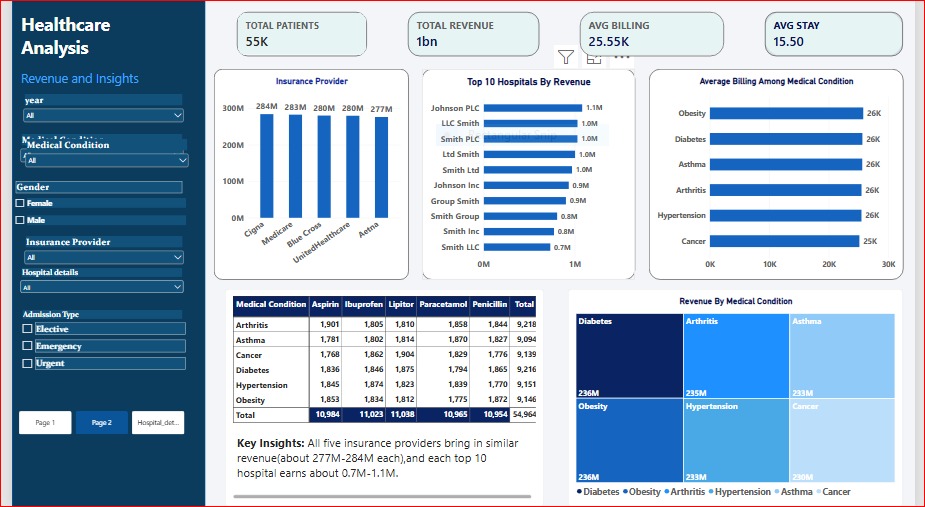 Healthcare
Analysis
Revenue and Insights
year
All
Medical Condition
All
Gender
Female
Male
Insurance Provider
All
Hospital details
All
Admission Type
Elective
Emergency
Urgent
Page 1
Page 2
Hospital_det...
TOTAL PATIENTS
55K
TOTAL REVENUE
1bn
AVG BILLING
25.55K
AVG STAY
15.50
Insurance Provider
300M
200M
100M
0M
284M 283M 280M 280M 277M
Cigna
Medicare
Blue Cross
UnitedHealthcare
Aetna
Top 10 Hospitals By Revenue
Johnson PLC 1.1M
LLC Smith 1.0M
Smith PLC 1.0M
Ltd Smith 1.0M
Smith Ltd 1.0M
Johnson Inc 0.9M
Group Smith 0.9M
Smith Group 0.8M
Smith Inc 0.8M
Smith LLC 0.7M
0M 1M
Average Billing Among Medical Condition
Obesity 26K
Diabetes 26K
Asthma 26K
Arthritis 26K
Hypertension 26K
Cancer 25K
0K 10K 20K 30K
Medical Condition Aspirin Ibuprofen Lipitor Paracetamol Penicillin Total
Arthritis 1,901 1,805 1,810 1,858 1,844 9,218
Asthma 1,781 1,802 1,814 1,870 1,827 9,094
Cancer 1,768 1,862 1,904 1,829 1,776 9,139
Diabetes 1,836 1,846 1,875 1,794 1,865 9,216
Hypertension 1,845 1,874 1,823 1,839 1,770 9,151
Obesity 1,853 1,834 1,812 1,775 1,872 9,146
Total 10,984 11,023 11,038 10,965 10,954 54,964
Key Insights: All five insurance providers bring in similar
revenue(about 277M-284M each),and each top 10
hospital earns about 0.7M-1.1M.
Revenue By Medical Condition
Diabetes
236M
Arthritis
235M
Asthma
233M
Obesity
236M
Hypertension
233M
Cancer
230M
Diabetes Obesity Arthritis Hypertension Asthma Cancer